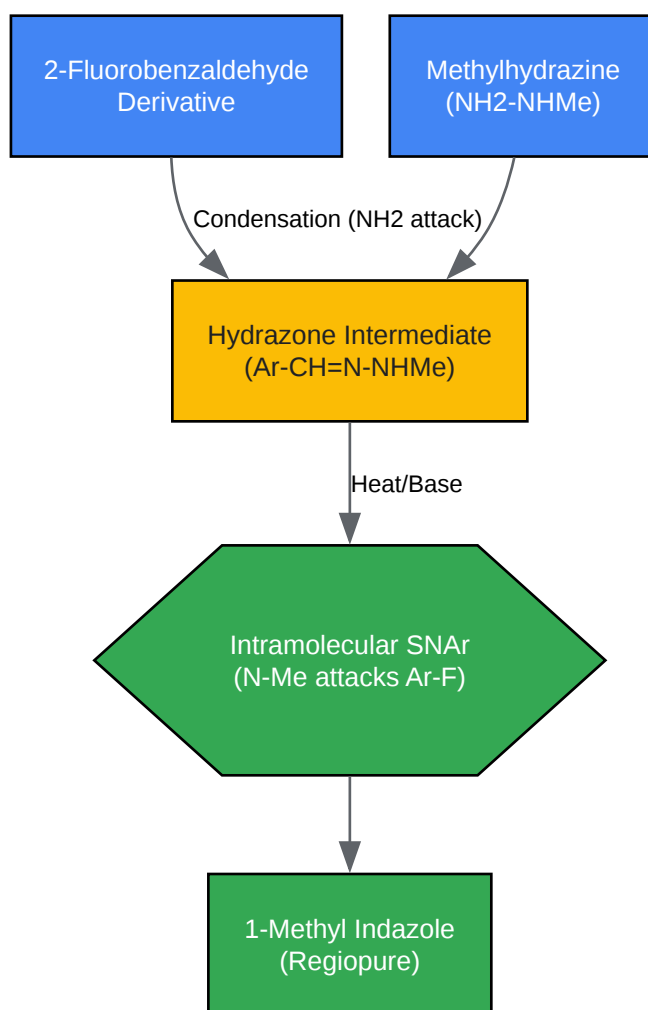 2-Fluorobenzaldehyde
Derivative
Methylhydrazine
(NH2-NHMe)
Condensation (NH2 attack)
Hydrazone Intermediate
(Ar-CH=N-NHMe)
Heat/Base
Intramolecular SNAr
(N-Me attacks Ar-F)
1-Methyl Indazole
(Regiopure)